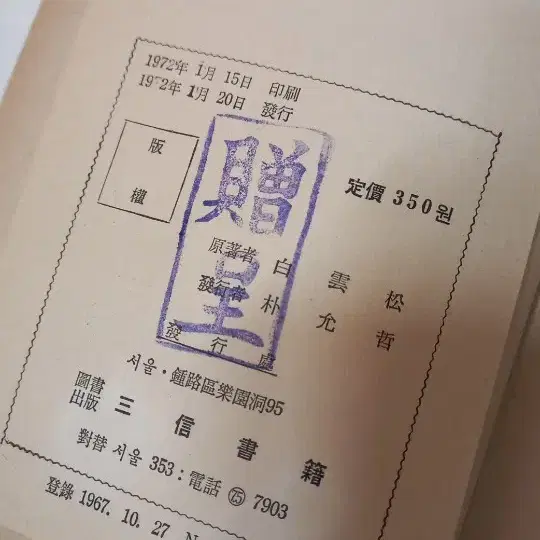 1972年 1月 15日 印刷
1972年 1月 20日 發行
版權
定價 350원
贈呈
原著者 白雲松
發行者 朴允哲
發行處
서울·鍾路區樂園洞95
圖書出版 三信書籍
對替 서울 353:電話 ㊆ 7903
登錄 1967. 10. 27 N